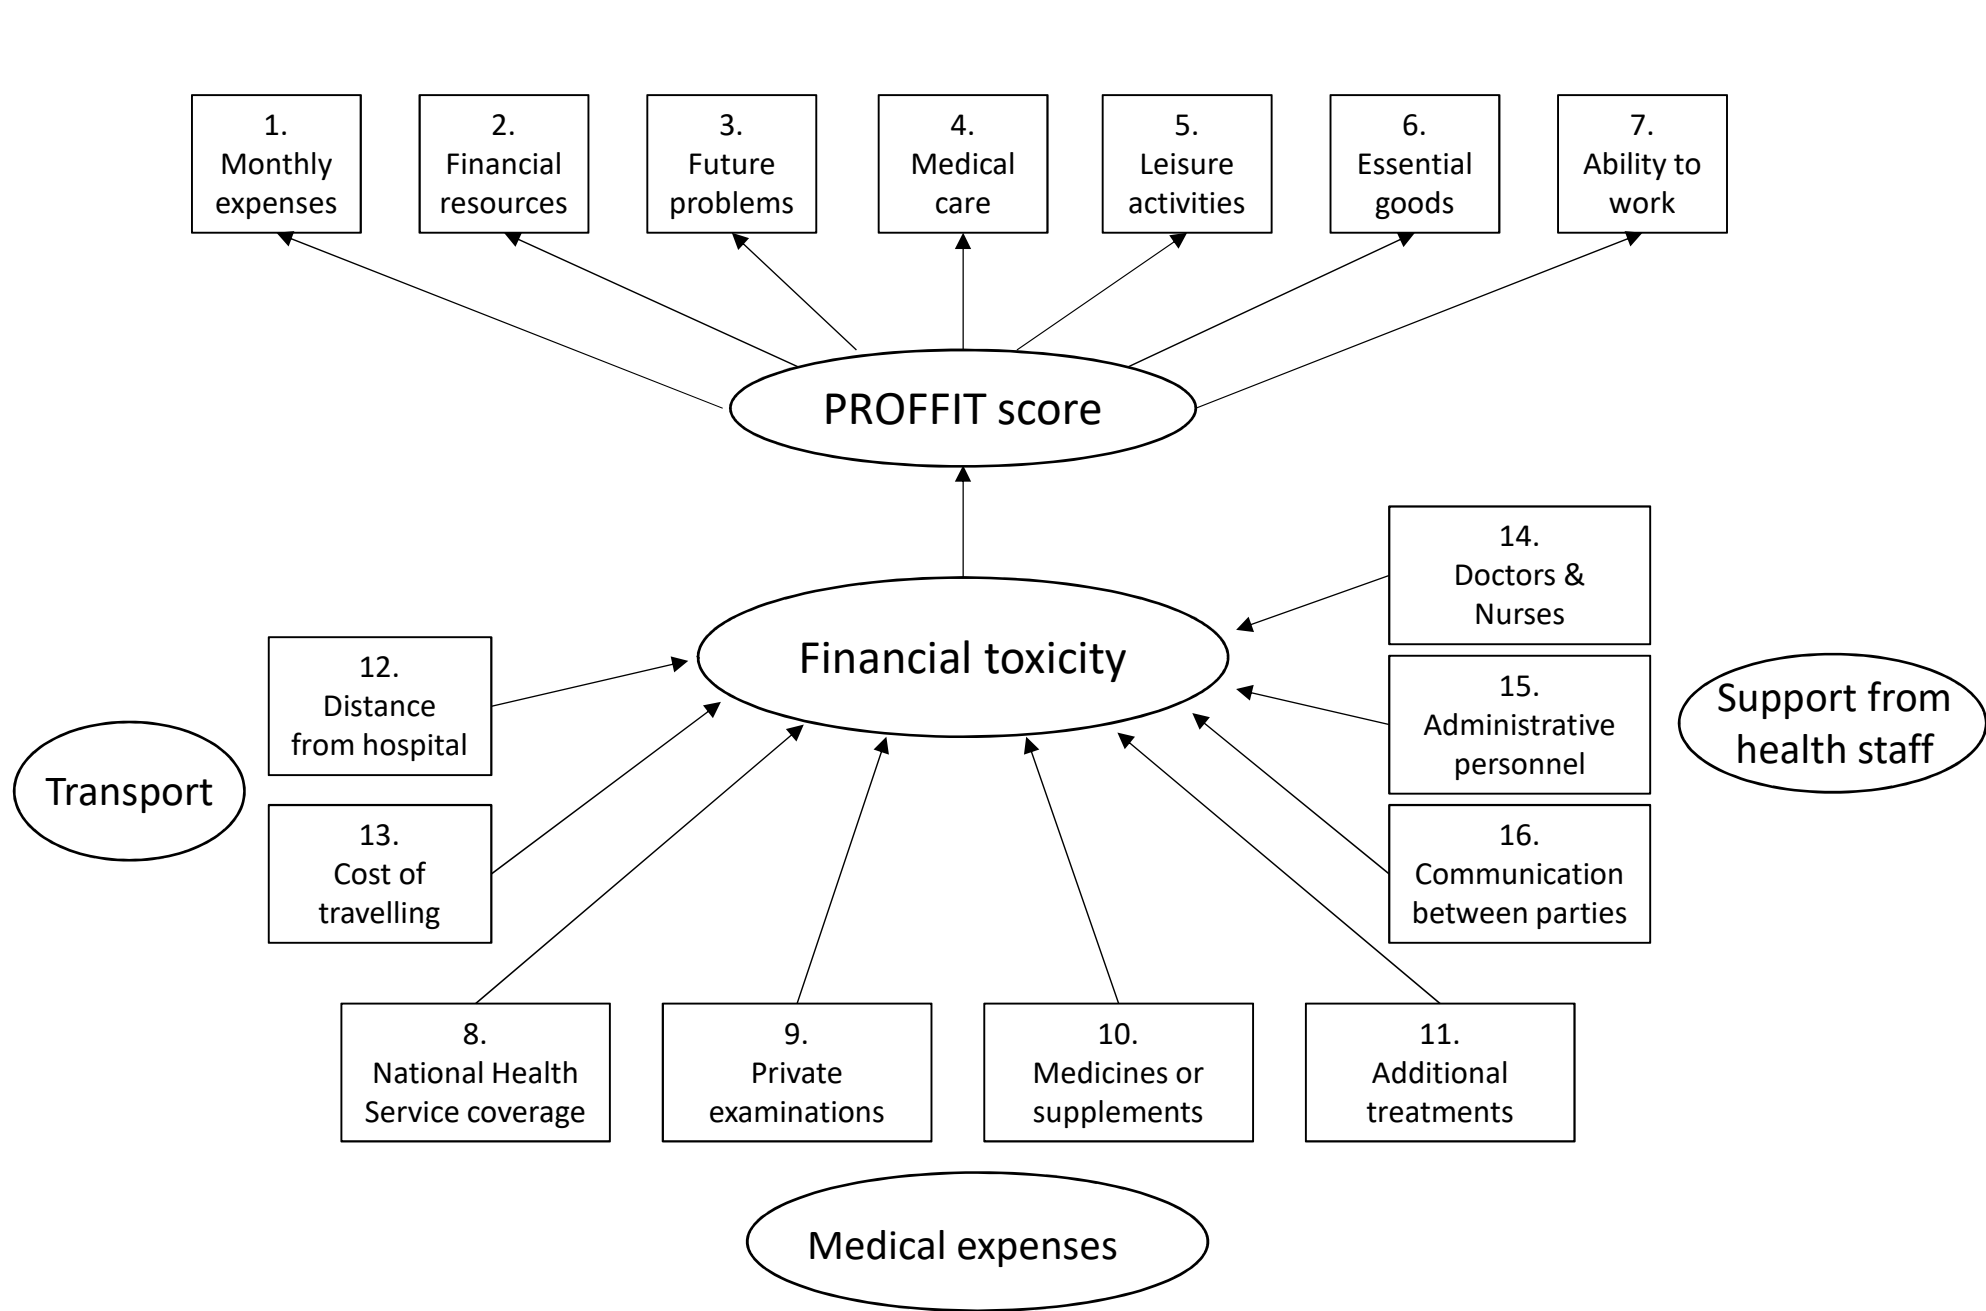 1.
Monthly
expenses
2.
Financial
resources
3.
Future
problems
4.
Medical
care
5.
Leisure
activities
6.
Essential
goods
7.
Ability to
work
PROFFIT score
Financial toxicity
14.
Doctors &
Nurses
12.
Distance
from hospital
15.
Administrative
personnel
Support from
health staff
Transport
13.
Cost of
travelling
16.
Communication
between parties
8.
National Health
Service coverage
9.
Private
examinations
10.
Medicines or
supplements
11.
Additional
treatments
Medical expenses